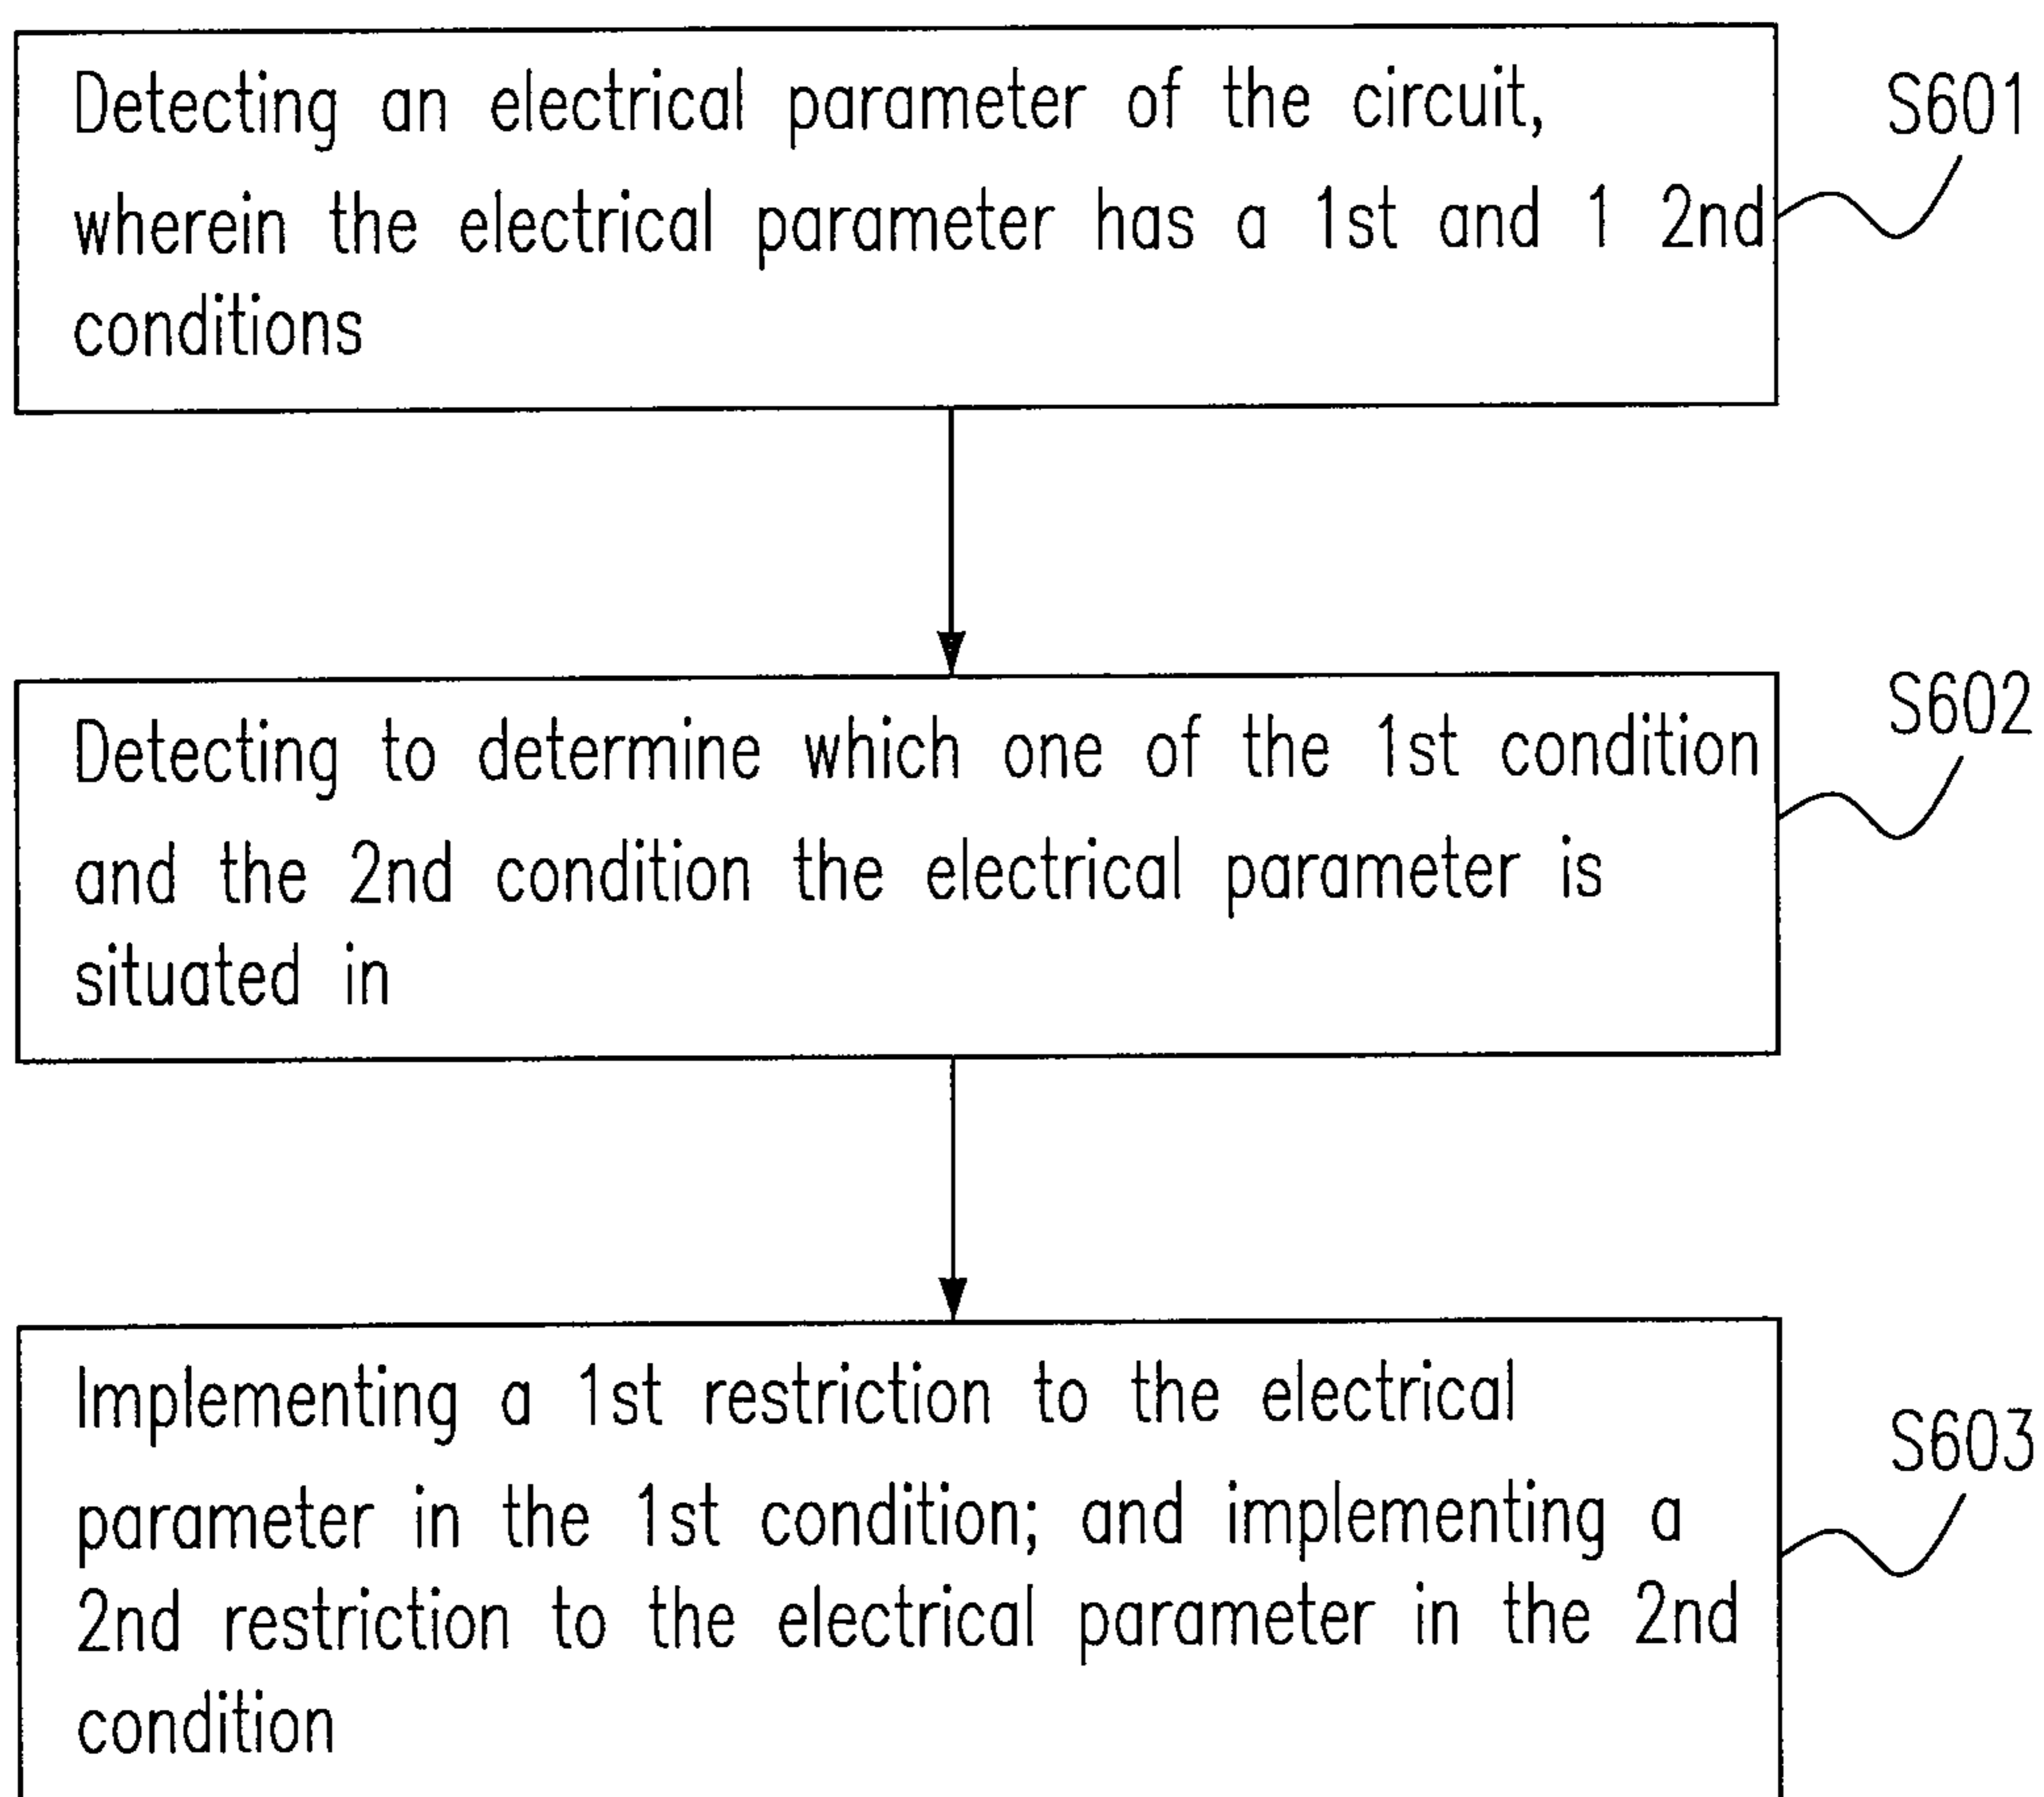 Detecting an electrical parameter of the circuit,
wherein the electrical parameter has a 1st and 1 2nd
conditions
S601
Detecting to determine which one of the 1st condition
and the 2nd condition the electrical parameter is
situated in
S602
Implementing a 1st restriction to the electrical
parameter in the 1st condition; and implementing a
2nd restriction to the electrical parameter in the 2nd
condition
S603